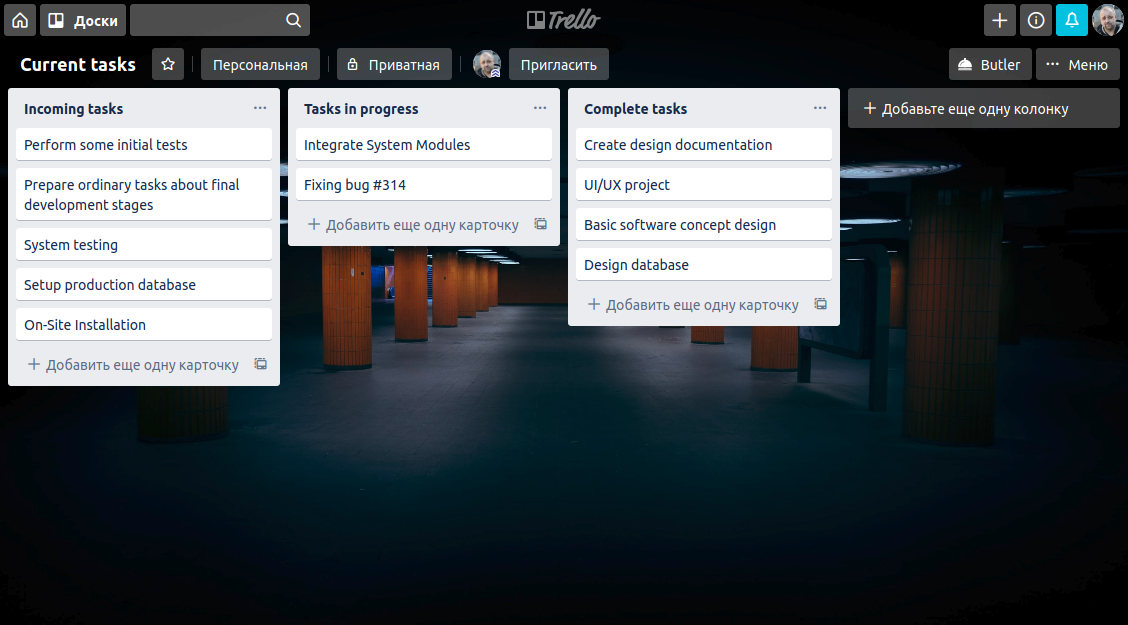 Доски
Trello
Current tasks
Персональная
Приватная
Пригласить
Butler
Меню
Incoming tasks
Perform some initial tests
Prepare ordinary tasks about final
development stages
System testing
Setup production database
On-Site Installation
Добавить еще одну карточку
Tasks in progress
Integrate System Modules
Fixing bug #314
Добавить еще одну карточку
Complete tasks
Create design documentation
UI/UX project
Basic software concept design
Design database
Добавить еще одну карточку
Добавьте еще одну колонку